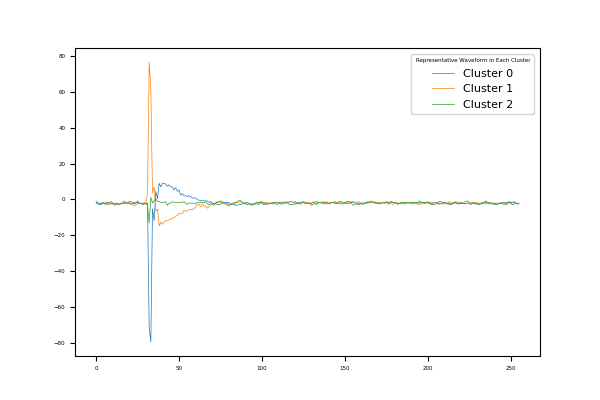 Representative Waveform in Each Cluster
Cluster 0
Cluster 1
Cluster 2
80
60
40
20
0
−20
−40
−60
−80
0 50 100 150 200 250